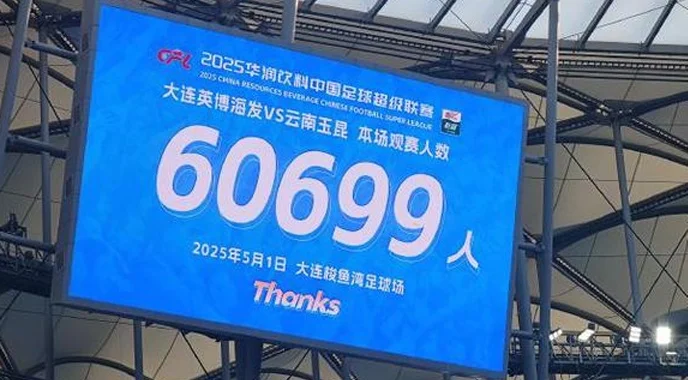 CFL 2025华润饮料中国足球超级联赛
2025 CHINA RESOURCES BEVERAGE CHINESE FOOTBALL SUPER LEAGUE
大连英博海发VS云南玉昆 本场观赛人数
60699人
2025年5月1日 大连梭鱼湾足球场
Thanks